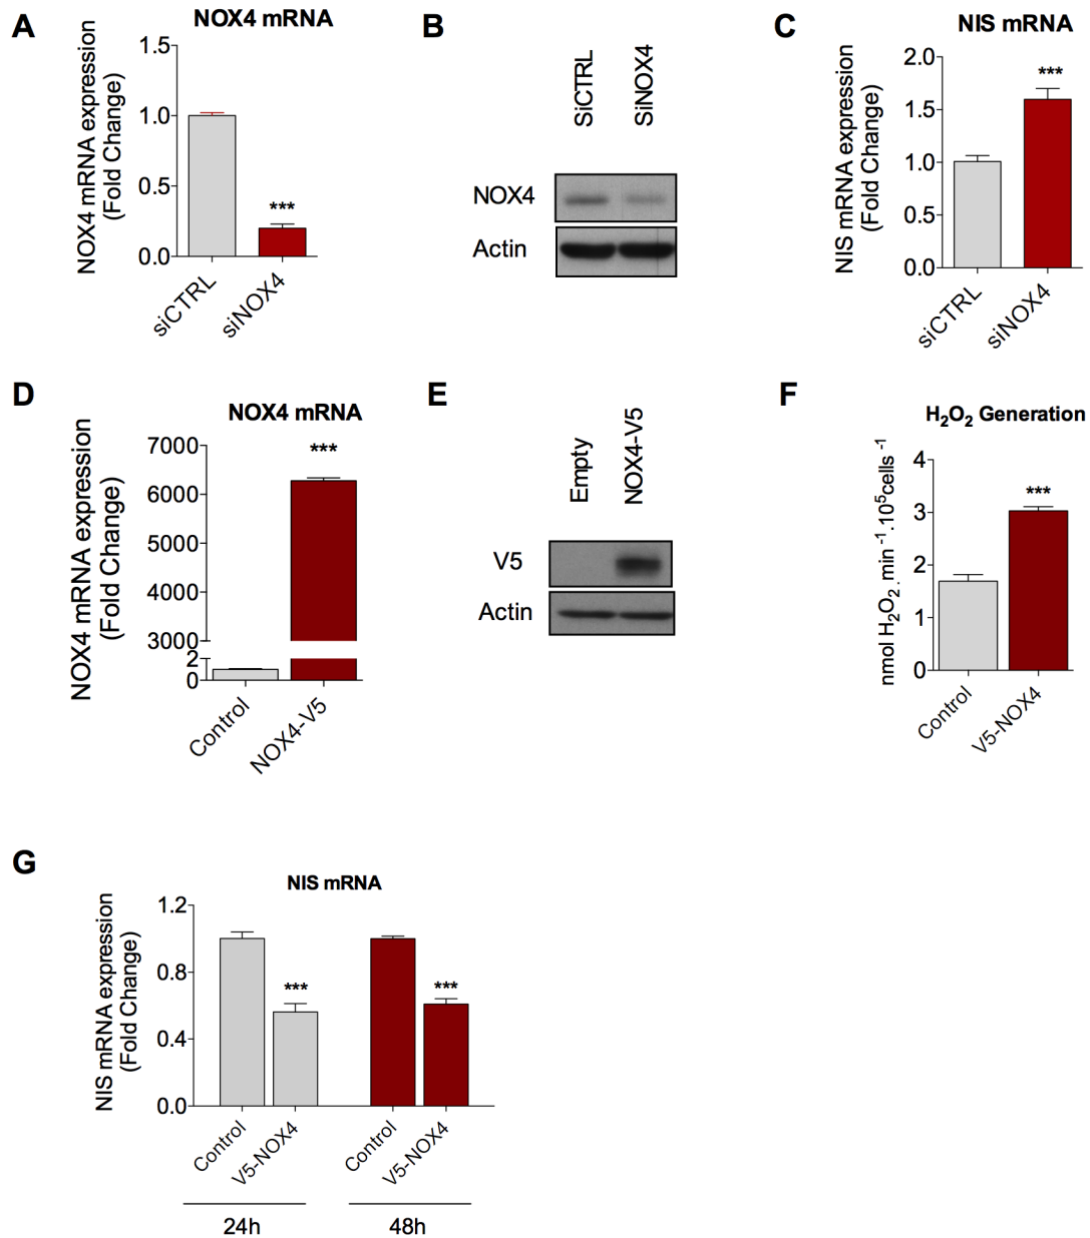 A
NOX4 mRNA
NOX4 mRNA expression
(Fold Change)
1.5
1.0
0.5
0.0
***
siCTRL
siNOX4
B
SiCTRL
SiNOX4
NOX4
Actin
C
NIS mRNA
NIS mRNA expression
(Fold Change)
2.0
1.5
1.0
0.5
0.0
***
siCTRL
siNOX4
D
NOX4 mRNA
NOX4 mRNA expression
(Fold Change)
7000
6000
5000
4000
3000
2
0
***
Control
NOX4-V5
E
Empty
NOX4-V5
V5
Actin
F
H₂O₂ Generation
nmol H₂O₂ . min ⁻¹.10⁵cells ⁻¹
4
3
2
1
0
***
Control
V5-NOX4
G
NIS mRNA
NIS mRNA expression
(Fold Change)
1.2
0.8
0.4
0.0
***
***
Control
V5-NOX4
Control
V5-NOX4
24h
48h